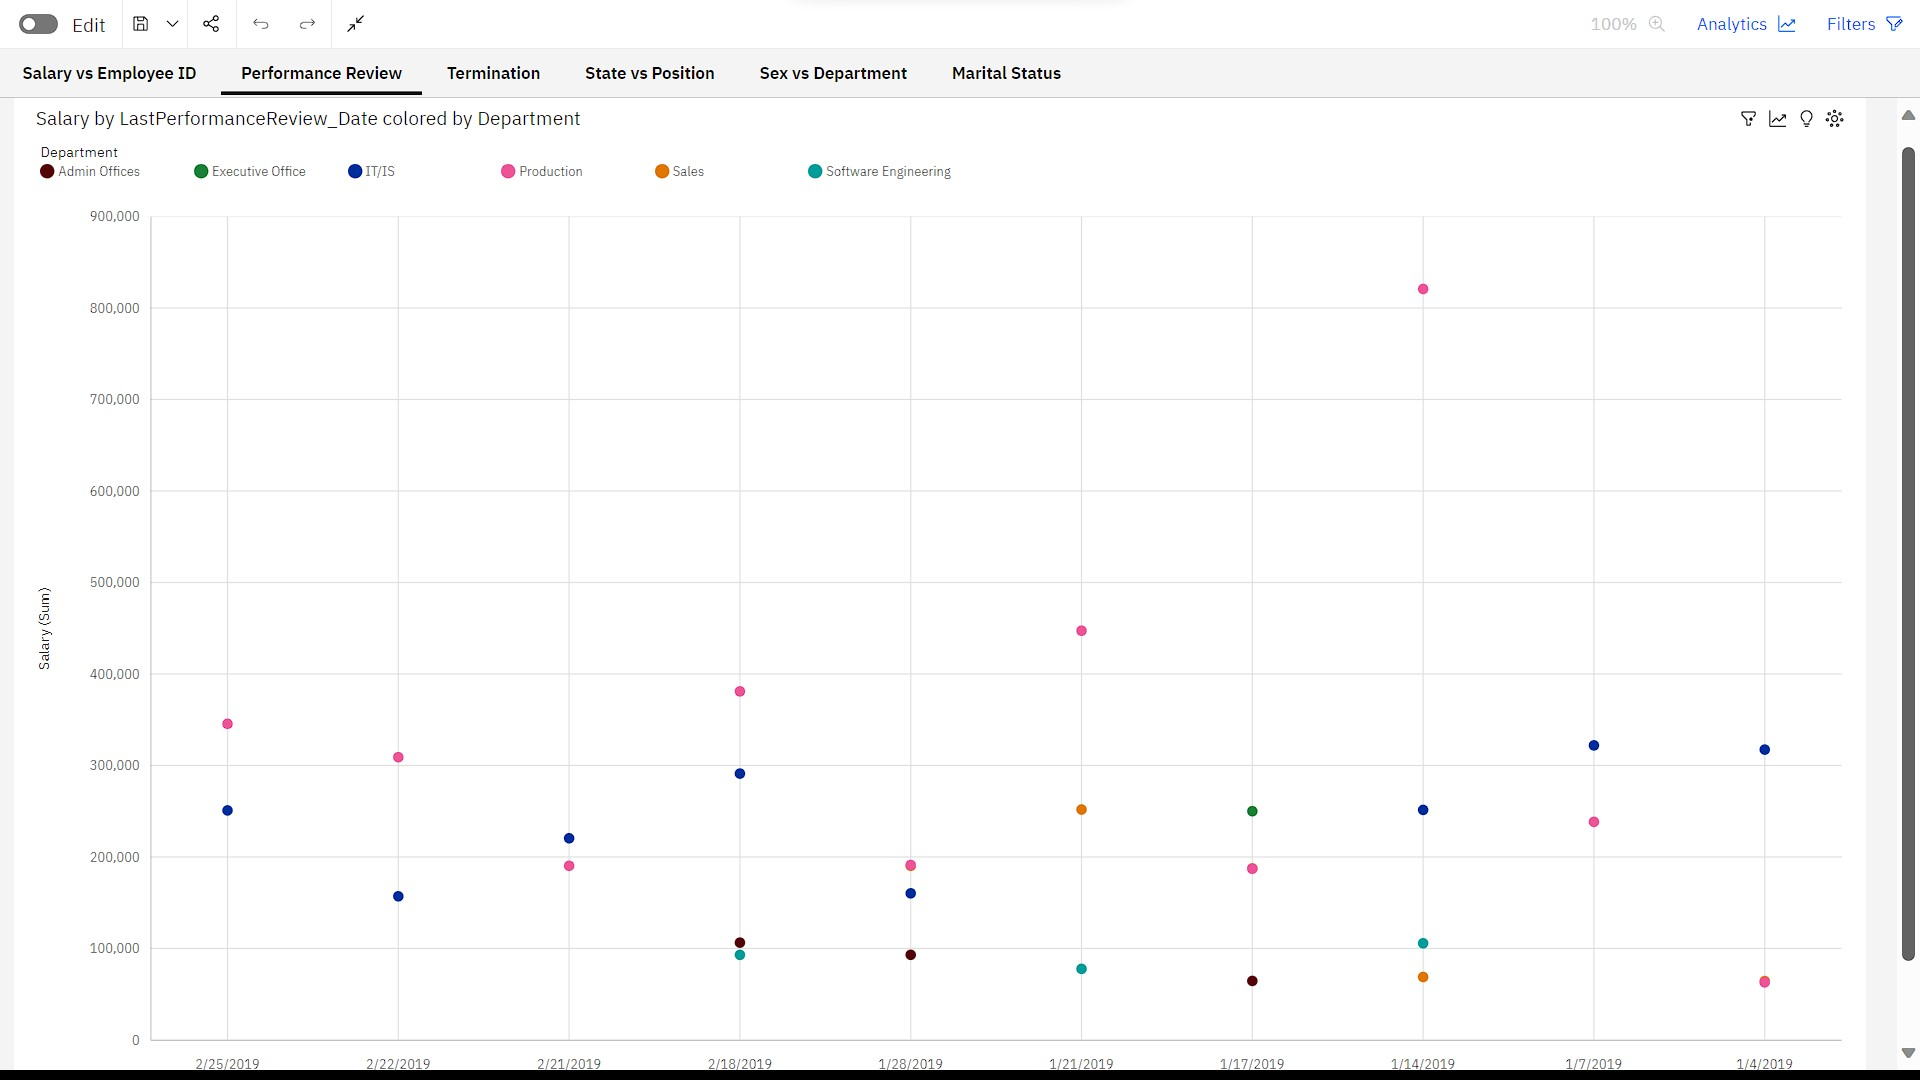 Edit 100% Analytics Filters
Salary vs Employee ID Performance Review Termination State vs Position Sex vs Department Marital Status
Salary by LastPerformanceReview_Date colored by Department
Department
Admin Offices Executive Office IT/IS Production Sales Software Engineering
900,000
800,000
700,000
600,000
500,000
400,000
300,000
200,000
100,000
0
Salary (Sum)
2/25/2019 2/22/2019 2/21/2019 2/18/2019 1/28/2019 1/21/2019 1/17/2019 1/14/2019 1/7/2019 1/4/2019